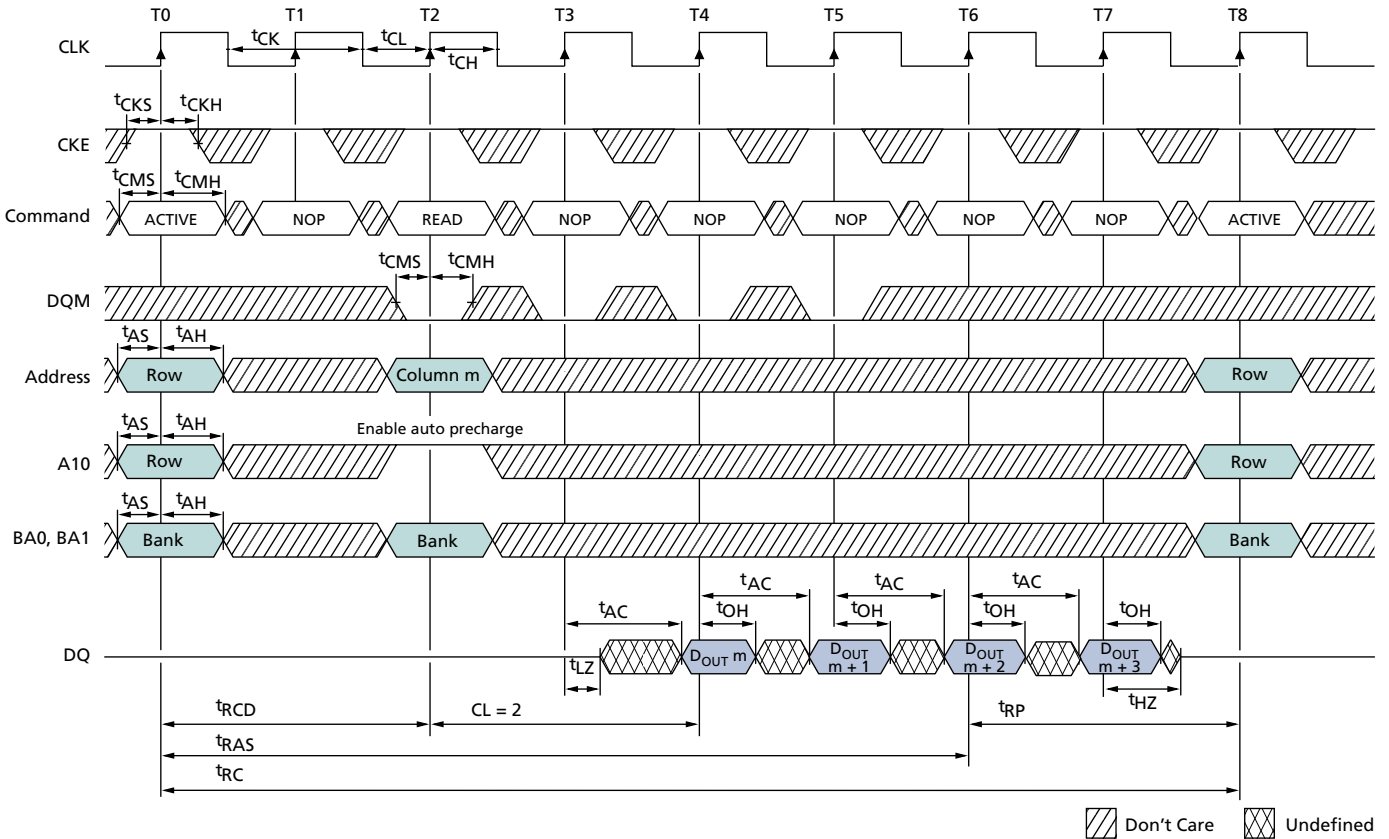 T0 T1 T2 T3 T4 T5 T6 T7 T8
CLK tCK tCL tCH
tCKS tCKH
CKE
tCMS tCMH
Command ACTIVE NOP READ NOP NOP NOP NOP NOP ACTIVE
tCMS tCMH
DQM
tAS tAH
Address Row Column m Row
tAS tAH Enable auto precharge
A10 Row Row
tAS tAH
BA0, BA1 Bank Bank Bank
tAC tAC tAC
tAC tOH tOH tOH tOH
DQ DOUT m DOUT m + 1 DOUT m + 2 DOUT m + 3
tLZ tHZ
tRCD CL = 2 tRP
tRAS
tRC
Don't Care Undefined